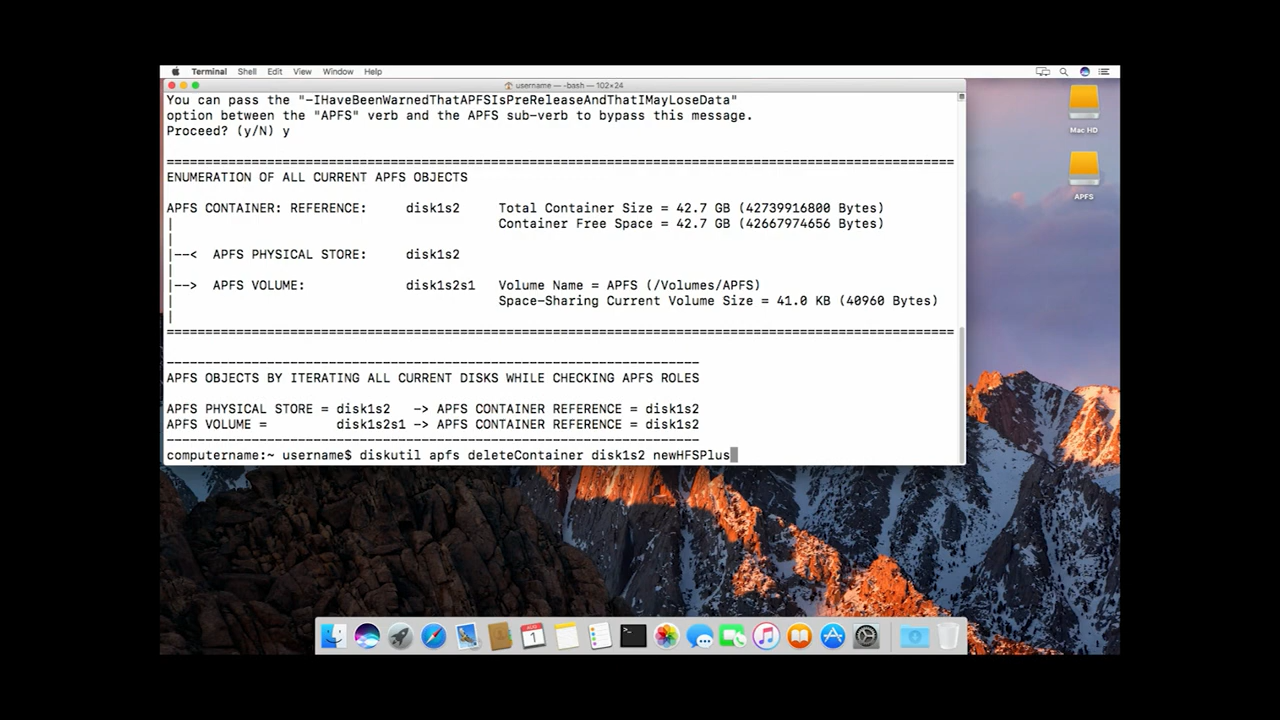 Terminal Shell Edit View Window Help
username — -bash — 102×24
You can pass the "-IHaveBeenWarnedThatAPFSIsPreReleaseAndThatIMayLoseData"
option between the "APFS" verb and the APFS sub-verb to bypass this message.
Proceed? (y/N) y
================================================================================
ENUMERATION OF ALL CURRENT APFS OBJECTS
APFS CONTAINER: REFERENCE: disk1s2 Total Container Size = 42.7 GB (42739916800 Bytes)
| Container Free Space = 42.7 GB (42667974656 Bytes)
|
|--< APFS PHYSICAL STORE: disk1s2
|
|--> APFS VOLUME: disk1s2s1 Volume Name = APFS (/Volumes/APFS)
| Space-Sharing Current Volume Size = 41.0 KB (40960 Bytes)
|
================================================================================
---------------------------------------------------------------------
APFS OBJECTS BY ITERATING ALL CURRENT DISKS WHILE CHECKING APFS ROLES
APFS PHYSICAL STORE = disk1s2 -> APFS CONTAINER REFERENCE = disk1s2
APFS VOLUME = disk1s2s1 -> APFS CONTAINER REFERENCE = disk1s2
---------------------------------------------------------------------
computername:~ username$ diskutil apfs deleteContainer disk1s2 newHFSPlus
Mac HD
APFS
AUG
1